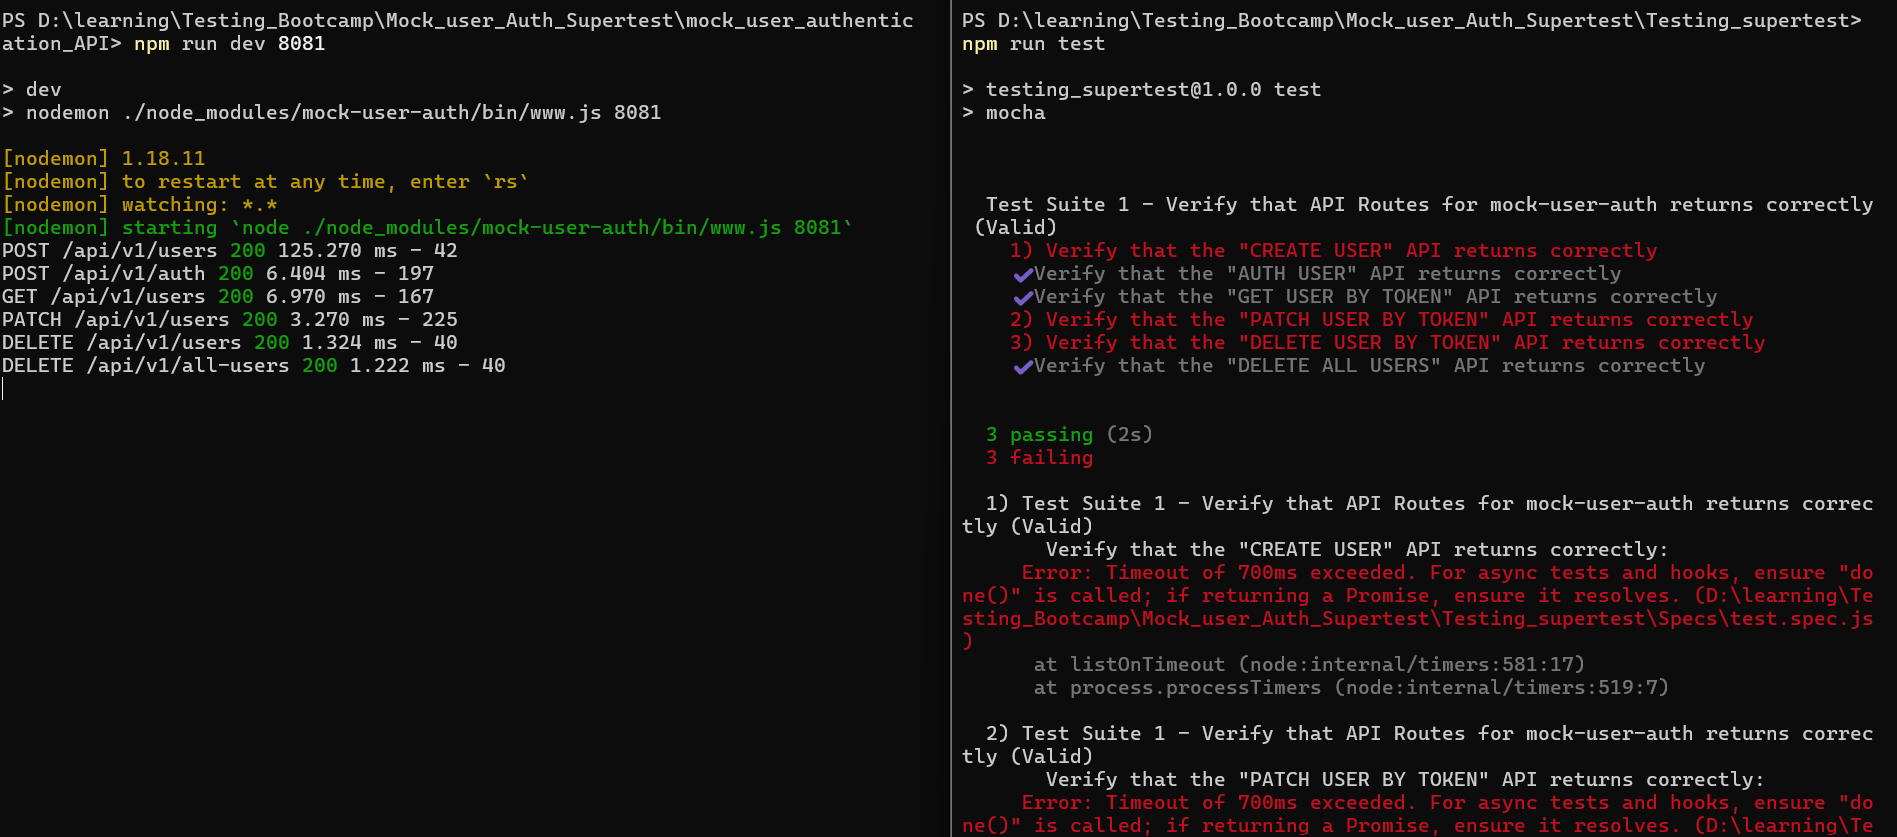 PS D:\learning\Testing_Bootcamp\Mock_user_Auth_Supertest\mock_user_authentic
ation_API> npm run dev 8081
> dev
> nodemon ./node_modules/mock-user-auth/bin/www.js 8081
[nodemon] 1.18.11
[nodemon] to restart at any time, enter `rs`
[nodemon] watching: *.*
[nodemon] starting `node ./node_modules/mock-user-auth/bin/www.js 8081`
POST /api/v1/users 200 125.270 ms - 42
POST /api/v1/auth 200 6.404 ms - 197
GET /api/v1/users 200 6.970 ms - 167
PATCH /api/v1/users 200 3.270 ms - 225
DELETE /api/v1/users 200 1.324 ms - 40
DELETE /api/v1/all-users 200 1.222 ms - 40
PS D:\learning\Testing_Bootcamp\Mock_user_Auth_Supertest\Testing_supertest>
npm run test
> testing_supertest@1.0.0 test
> mocha
Test Suite 1 - Verify that API Routes for mock-user-auth returns correctly
(Valid)
1) Verify that the "CREATE USER" API returns correctly
✔Verify that the "AUTH USER" API returns correctly
✔Verify that the "GET USER BY TOKEN" API returns correctly
2) Verify that the "PATCH USER BY TOKEN" API returns correctly
3) Verify that the "DELETE USER BY TOKEN" API returns correctly
✔Verify that the "DELETE ALL USERS" API returns correctly
3 passing (2s)
3 failing
1) Test Suite 1 - Verify that API Routes for mock-user-auth returns correc
tly (Valid)
Verify that the "CREATE USER" API returns correctly:
Error: Timeout of 700ms exceeded. For async tests and hooks, ensure "do
ne()" is called; if returning a Promise, ensure it resolves. (D:\learning\Te
sting_Bootcamp\Mock_user_Auth_Supertest\Testing_supertest\Specs\test.spec.js
)
at listOnTimeout (node:internal/timers:581:17)
at process.processTimers (node:internal/timers:519:7)
2) Test Suite 1 - Verify that API Routes for mock-user-auth returns correc
tly (Valid)
Verify that the "PATCH USER BY TOKEN" API returns correctly:
Error: Timeout of 700ms exceeded. For async tests and hooks, ensure "do
ne()" is called; if returning a Promise, ensure it resolves. (D:\learning\Te